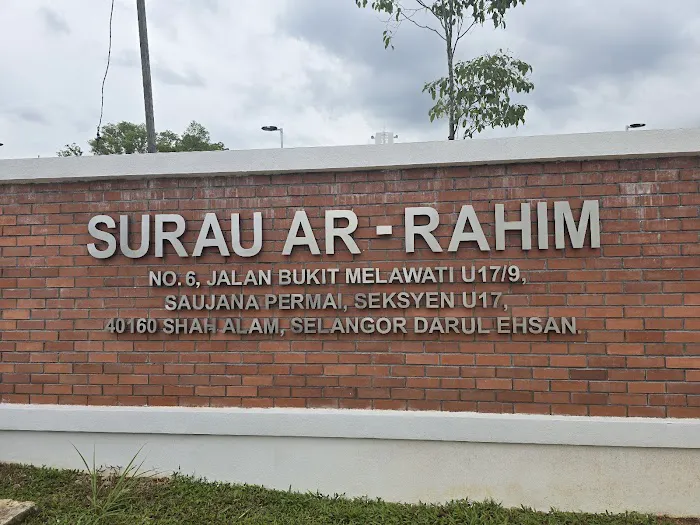 SURAU AR-RAHIM
NO. 6, JALAN BUKIT MELAWATI U17/9,
SAUJANA PERMAI, SEKSYEN U17,
40160 SHAH ALAM, SELANGOR DARUL EHSAN.